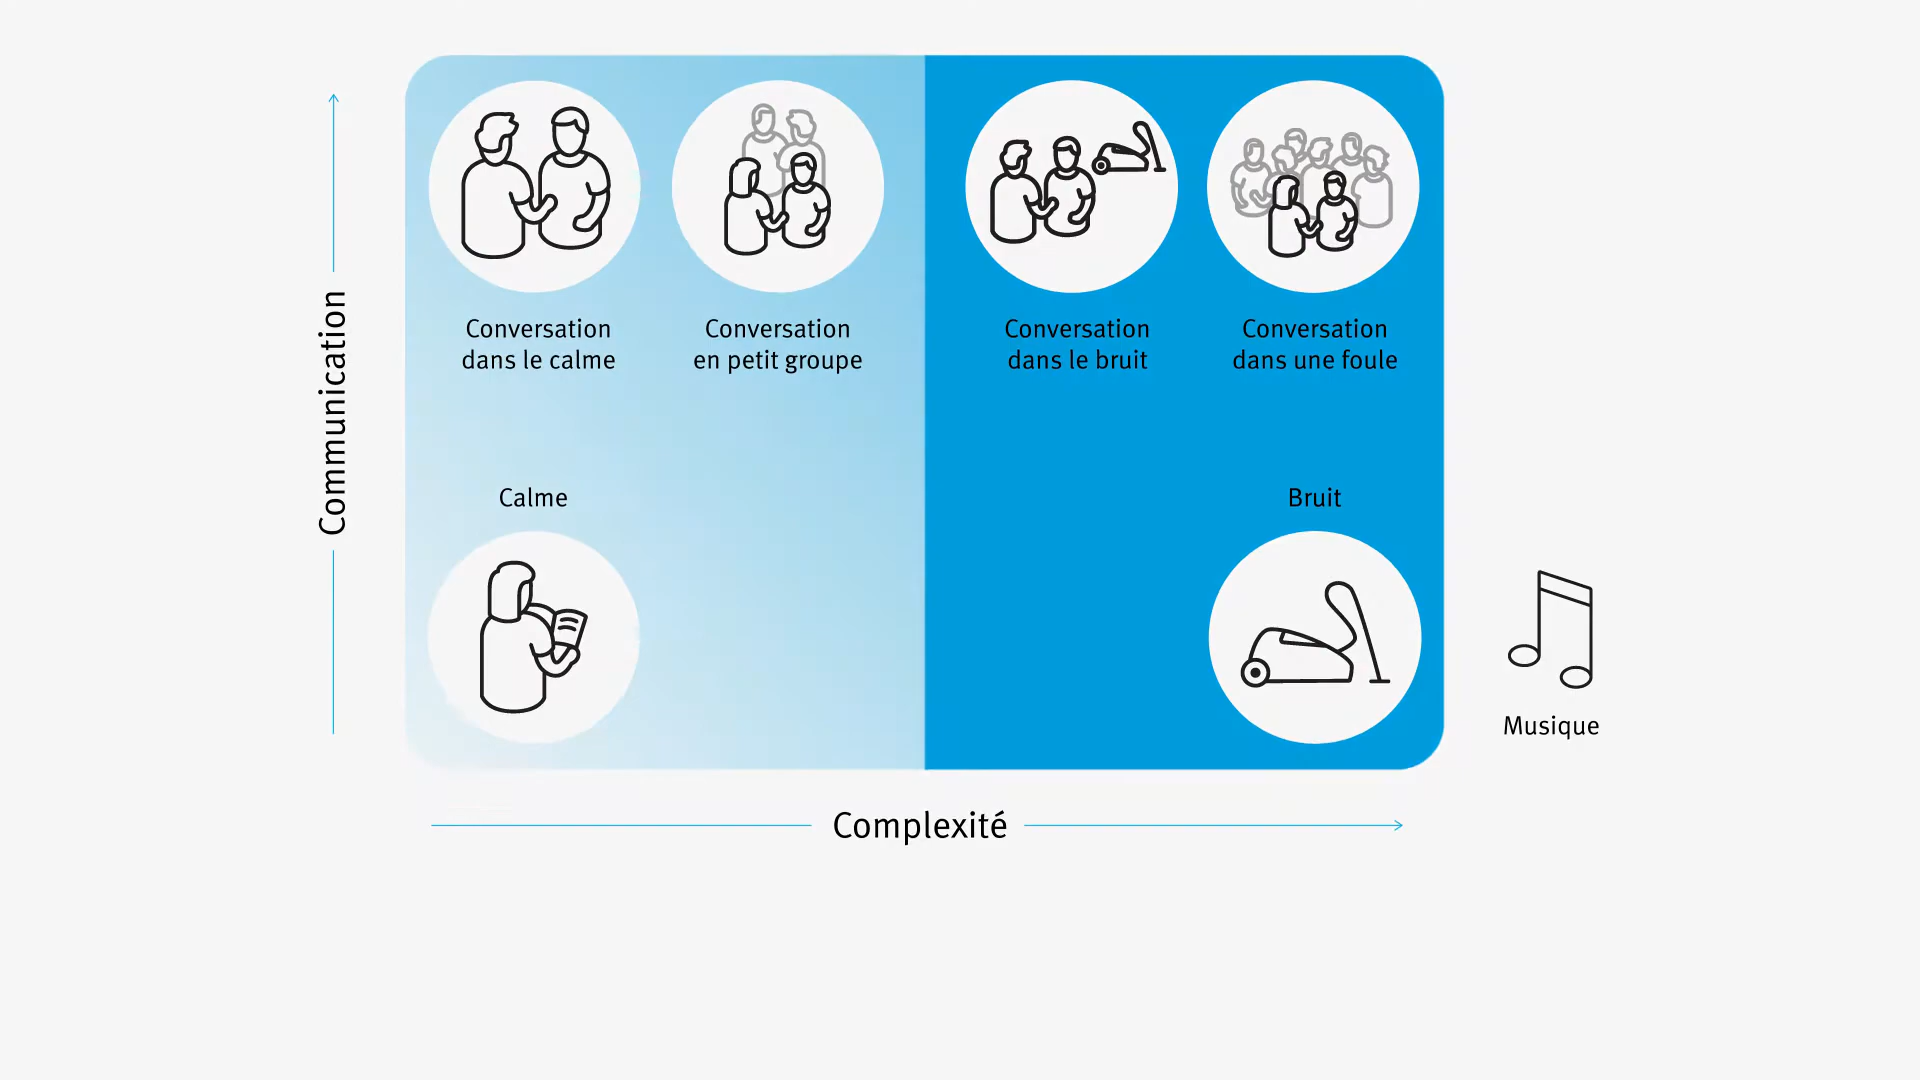 Communication
Conversation
dans le calme
Conversation
en petit groupe
Conversation
dans le bruit
Conversation
dans une foule
Calme
Bruit
Musique
Complexité